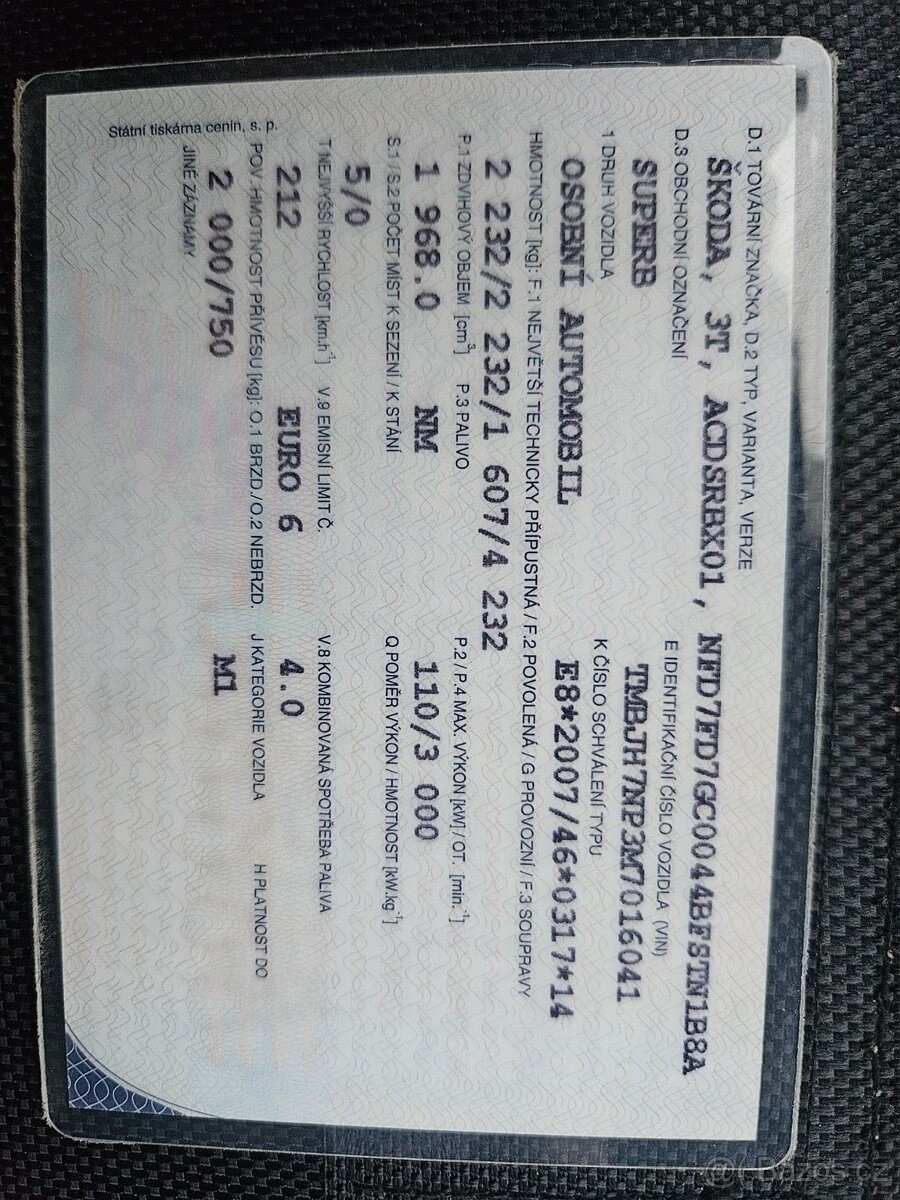 D.1 TOVÁRNÍ ZNAČKA, D.2 TYP, VARIANTA, VERZE
ŠKODA, 3T, ACDSRBX01, NFD7FD7GC0044BFSTN1B8A
D.3 OBCHODNÍ OZNAČENÍ E IDENTIFIKAČNÍ ČÍSLO VOZIDLA (VIN)
SUPERB TMBJH7NP3M7016041
1 DRUH VOZIDLA K ČÍSLO SCHVÁLENÍ TYPU
OSOBNÍ AUTOMOBIL E8*2007/46*0317*14
HMOTNOST [kg]: F.1 NEJVĚTŠÍ TECHNICKY PŘÍPUSTNÁ / F.2 POVOLENÁ / G PROVOZNÍ / F.3 SOUPRAVY
2 232/2 232/1 607/4 232
P.1 ZDVIHOVÝ OBJEM [cm³] P.3 PALIVO P.2 / P.4 MAX. VÝKON [kW] / OT. [min.⁻¹]
1 968.0 NM 110/3 000
S.1 / S.2 POČET MÍST K SEZENÍ / K STÁNÍ Q POMĚR VÝKON / HMOTNOST [kW.kg⁻¹]
5/0
T NEJVYŠŠÍ RYCHLOST [km.h⁻¹] V.9 EMISNÍ LIMIT Č. V.8 KOMBINOVANÁ SPOTŘEBA PALIVA
212 EURO 6 4.0
POV. HMOTNOST PŘÍVĚSU [kg]: O.1 BRZD./O.2 NEBRZD. J KATEGORIE VOZIDLA H PLATNOST DO
2 000/750 M1
JINÉ ZÁZNAMY
Státní tiskárna cenin, s. p.
Bazos.cz